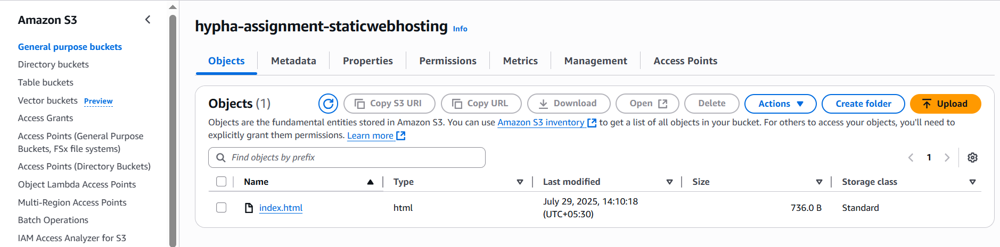 Amazon S3
General purpose buckets
Directory buckets
Table buckets
Vector buckets Preview
Access Grants
Access Points (General Purpose
Buckets, FSx file systems)
Access Points (Directory Buckets)
Object Lambda Access Points
Multi-Region Access Points
Batch Operations
IAM Access Analyzer for S3
hypha-assignment-staticwebhosting Info
Objects Metadata Properties Permissions Metrics Management Access Points
Objects (1) Copy S3 URI Copy URL Download Open Delete Actions Create folder Upload
Objects are the fundamental entities stored in Amazon S3. You can use Amazon S3 inventory to get a list of all objects in your bucket. For others to access your objects, you'll need to
explicitly grant them permissions. Learn more
Find objects by prefix 1
Name Type Last modified Size Storage class
index.html html July 29, 2025, 14:10:18 736.0 B Standard
(UTC+05:30)